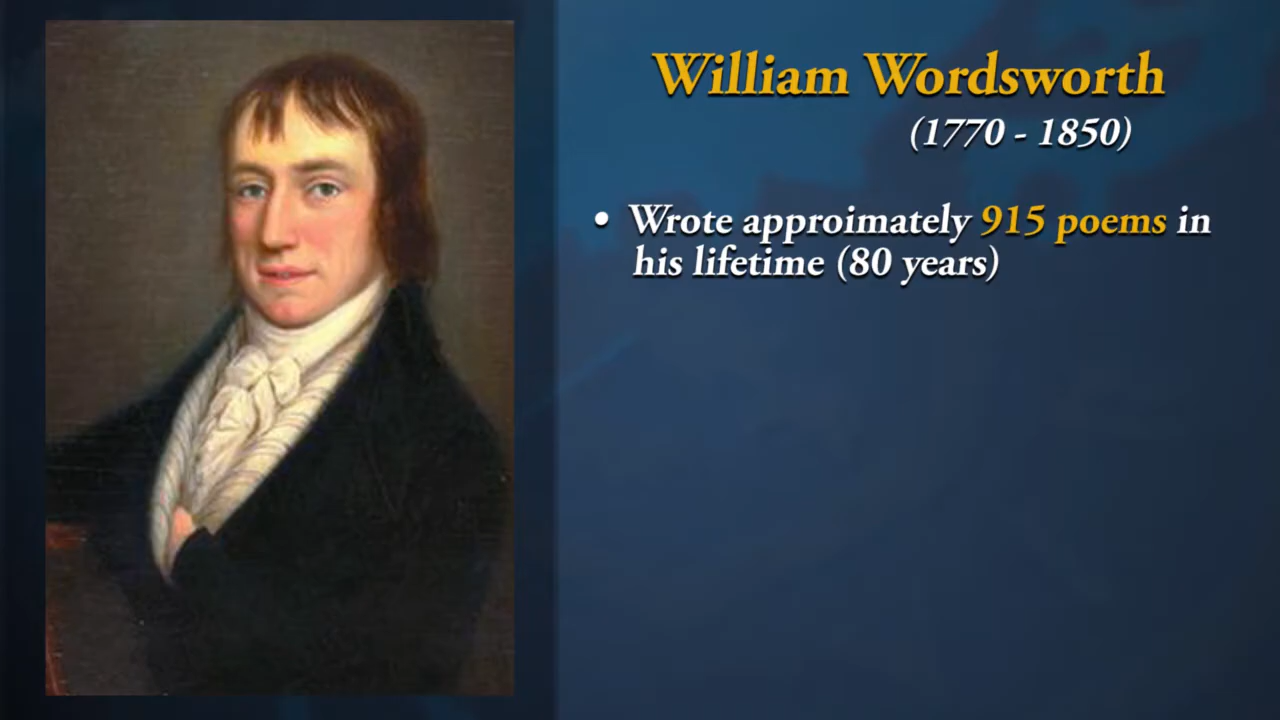 William Wordsworth
(1770 - 1850)
• Wrote approimately 915 poems in
his lifetime (80 years)